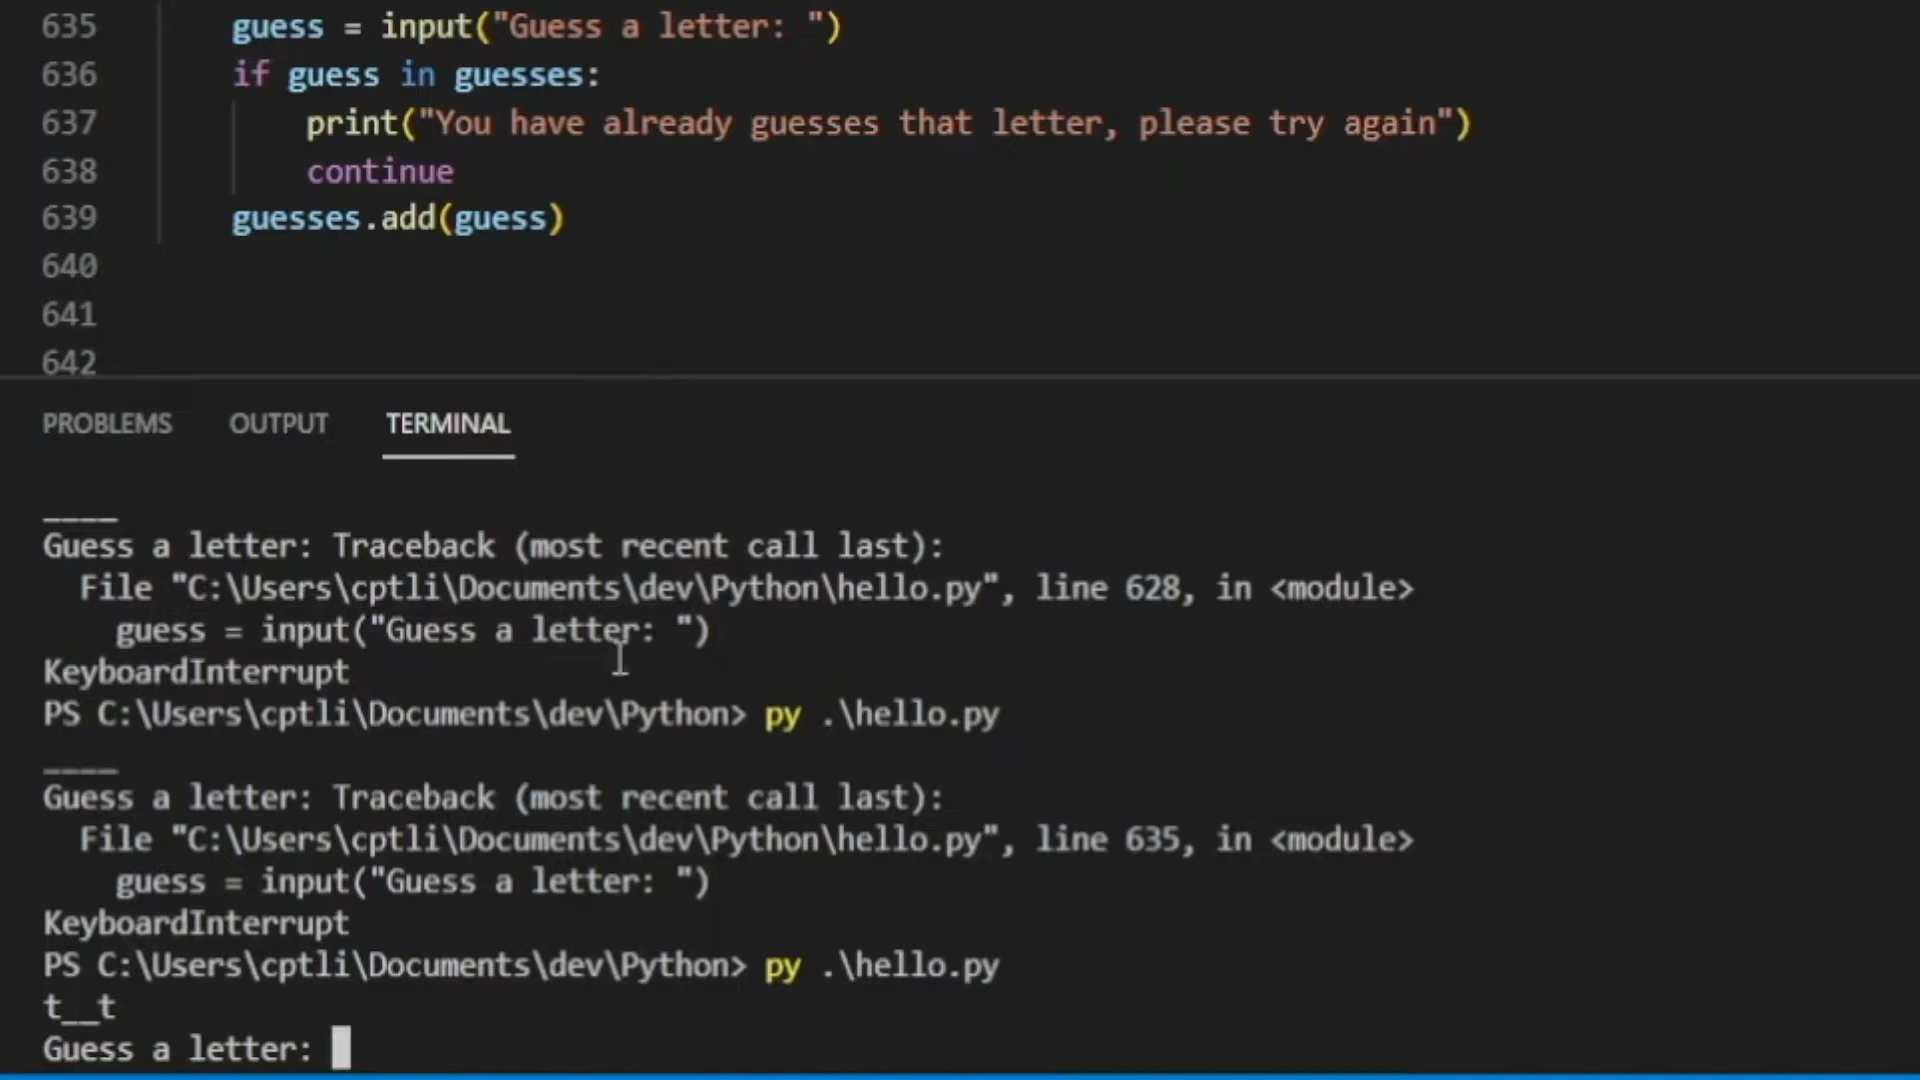 635 guess = input("Guess a letter: ")
636 if guess in guesses:
637 print("You have already guesses that letter, please try again")
638 continue
639 guesses.add(guess)
640
641
642
PROBLEMS OUTPUT TERMINAL
____
Guess a letter: Traceback (most recent call last):
File "C:\Users\cptli\Documents\dev\Python\hello.py", line 628, in <module>
guess = input("Guess a letter: ")
KeyboardInterrupt
PS C:\Users\cptli\Documents\dev\Python> py .\hello.py
____
Guess a letter: Traceback (most recent call last):
File "C:\Users\cptli\Documents\dev\Python\hello.py", line 635, in <module>
guess = input("Guess a letter: ")
KeyboardInterrupt
PS C:\Users\cptli\Documents\dev\Python> py .\hello.py
t__t
Guess a letter: